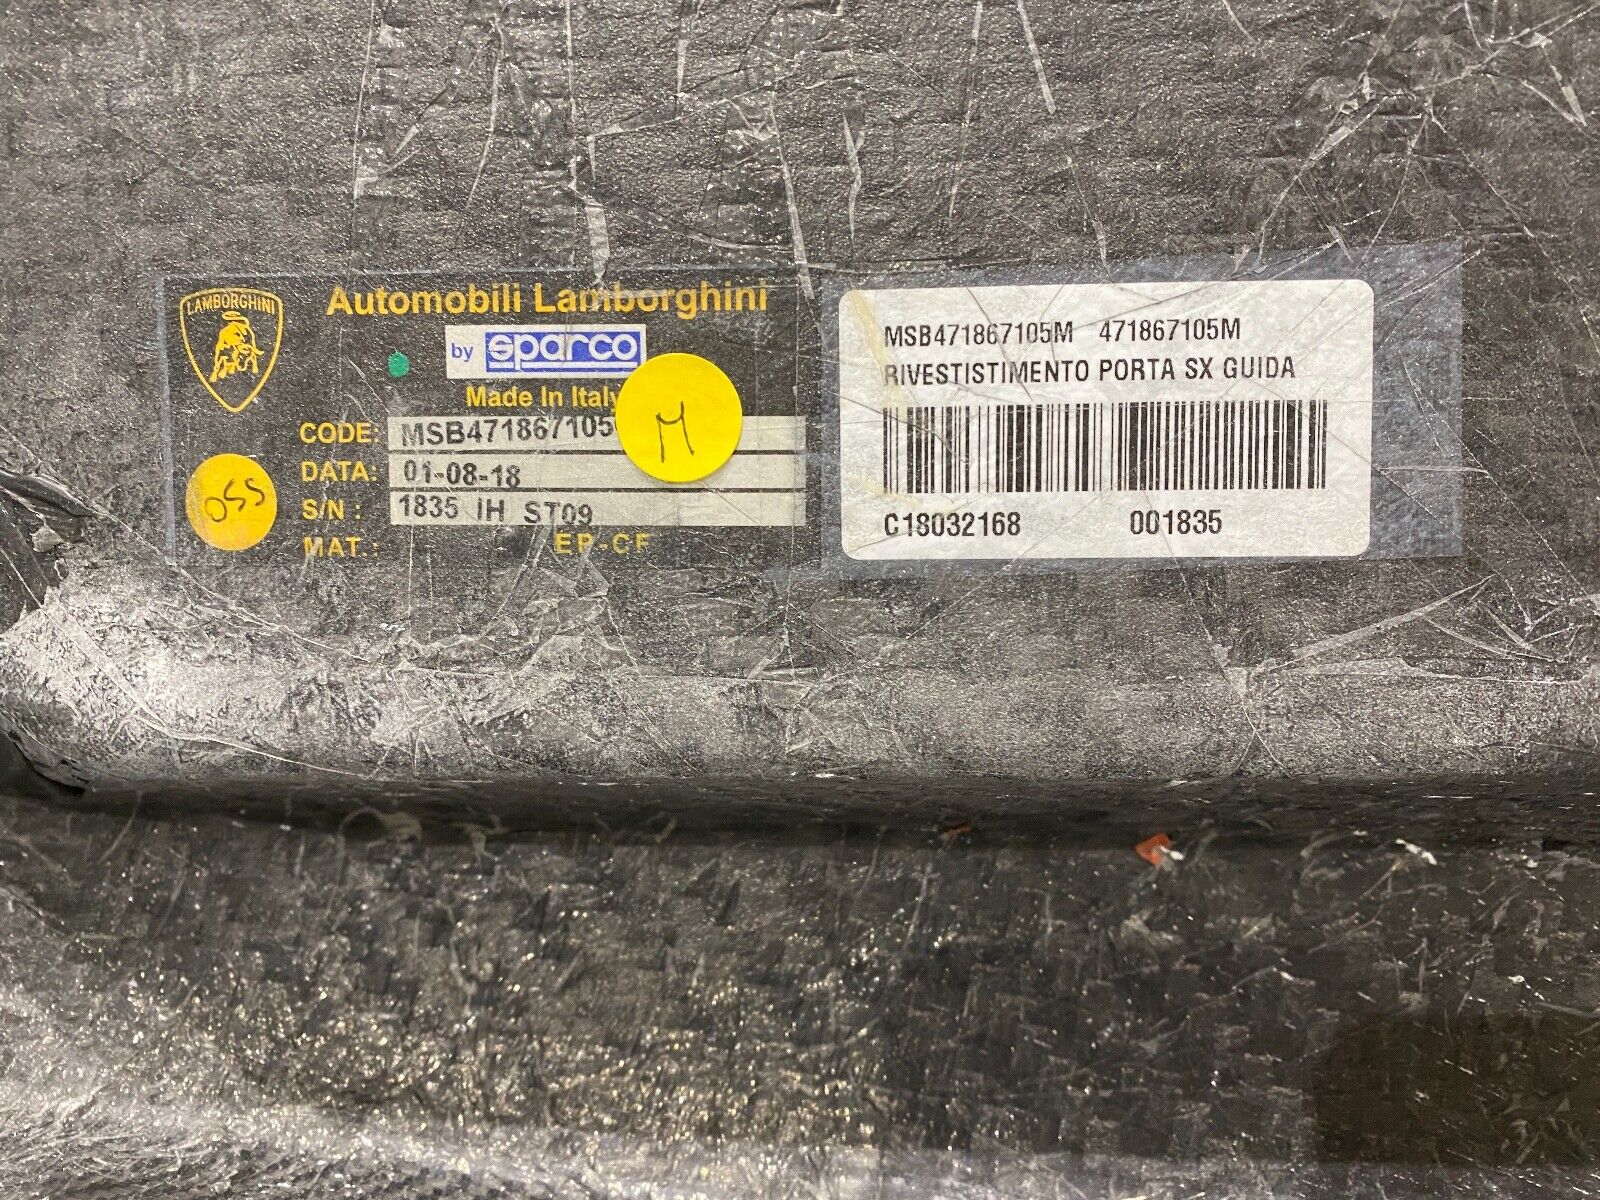 LAMBORGHINI
Automobili Lamborghini
by sparco
Made In Italy
CODE: MSB471867105
DATA: 01-08-18
S/N : 1835 IH ST09
MAT.: EP-CF
055
M
MSB471867105M 471867105M
RIVESTISTIMENTO PORTA SX GUIDA
C18032168 001835